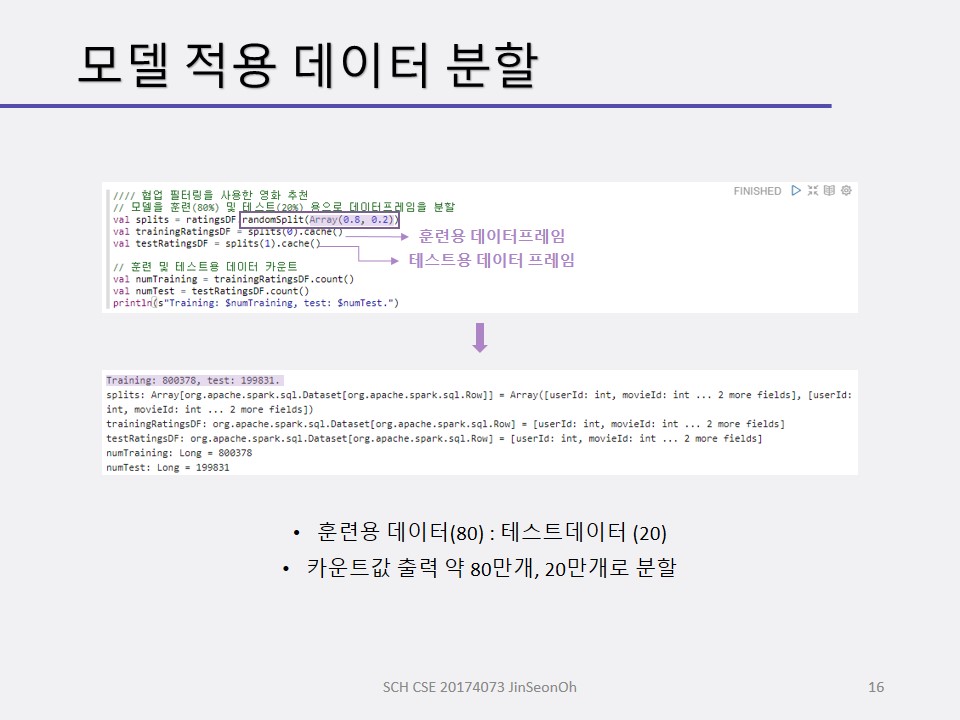 모델 적용 데이터 분할
FINISHED
//// 협업 필터링을 사용한 영화 추천
// 모델을 훈련(80%) 및 테스트(20%) 용으로 데이터프레임을 분할
val splits = ratingsDF.randomSplit(Array(0.8, 0.2))
val trainingRatingsDF = splits(0).cache()
훈련용 데이터프레임
val testRatingsDF = splits(1).cache()
테스트용 데이터 프레임
// 훈련 및 테스트용 데이터 카운트
val numTraining = trainingRatingsDF.count()
val numTest = testRatingsDF.count()
println(s"Training: $numTraining, test: $numTest.")
Training: 800378, test: 199831.
splits: Array[org.apache.spark.sql.Dataset[org.apache.spark.sql.Row]] = Array([userId: int, movieId: int ... 2 more fields], [userId:
int, movieId: int ... 2 more fields])
trainingRatingsDF: org.apache.spark.sql.Dataset[org.apache.spark.sql.Row] = [userId: int, movieId: int ... 2 more fields]
testRatingsDF: org.apache.spark.sql.Dataset[org.apache.spark.sql.Row] = [userId: int, movieId: int ... 2 more fields]
numTraining: Long = 800378
numTest: Long = 199831
• 훈련용 데이터(80) : 테스트데이터 (20)
• 카운트값 출력 약 80만개, 20만개로 분할
SCH CSE 20174073 JinSeonOh
16